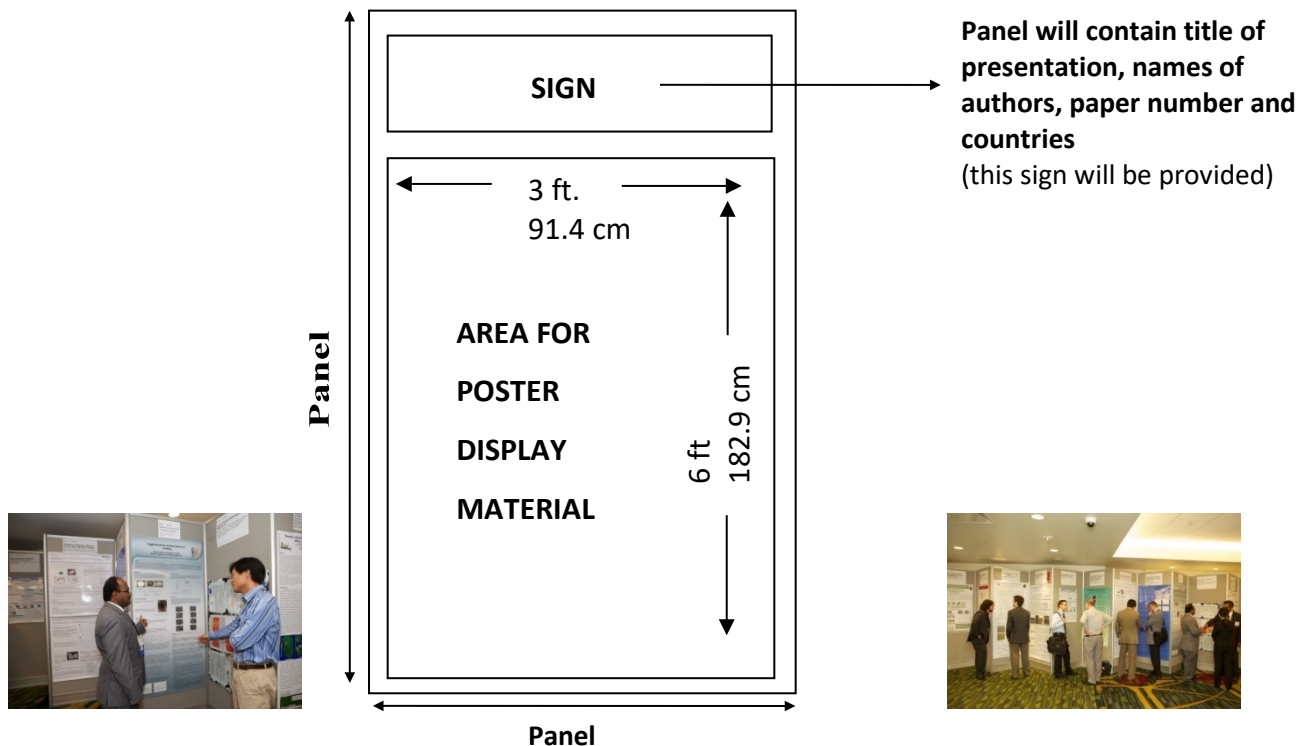 Panel will contain title of
presentation, names of
authors, paper number and
countries
(this sign will be provided)
SIGN
3 ft.
91.4 cm
AREA FOR
POSTER
DISPLAY
MATERIAL
6 ft
182.9 cm
Panel
Panel